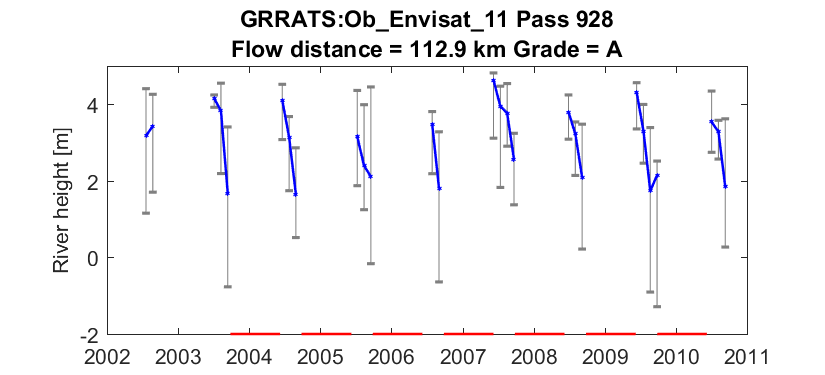 GRRATS:Ob_Envisat_11 Pass 928
Flow distance = 112.9 km Grade = A
River height [m]
4
2
0
-2
2002 2003 2004 2005 2006 2007 2008 2009 2010 2011